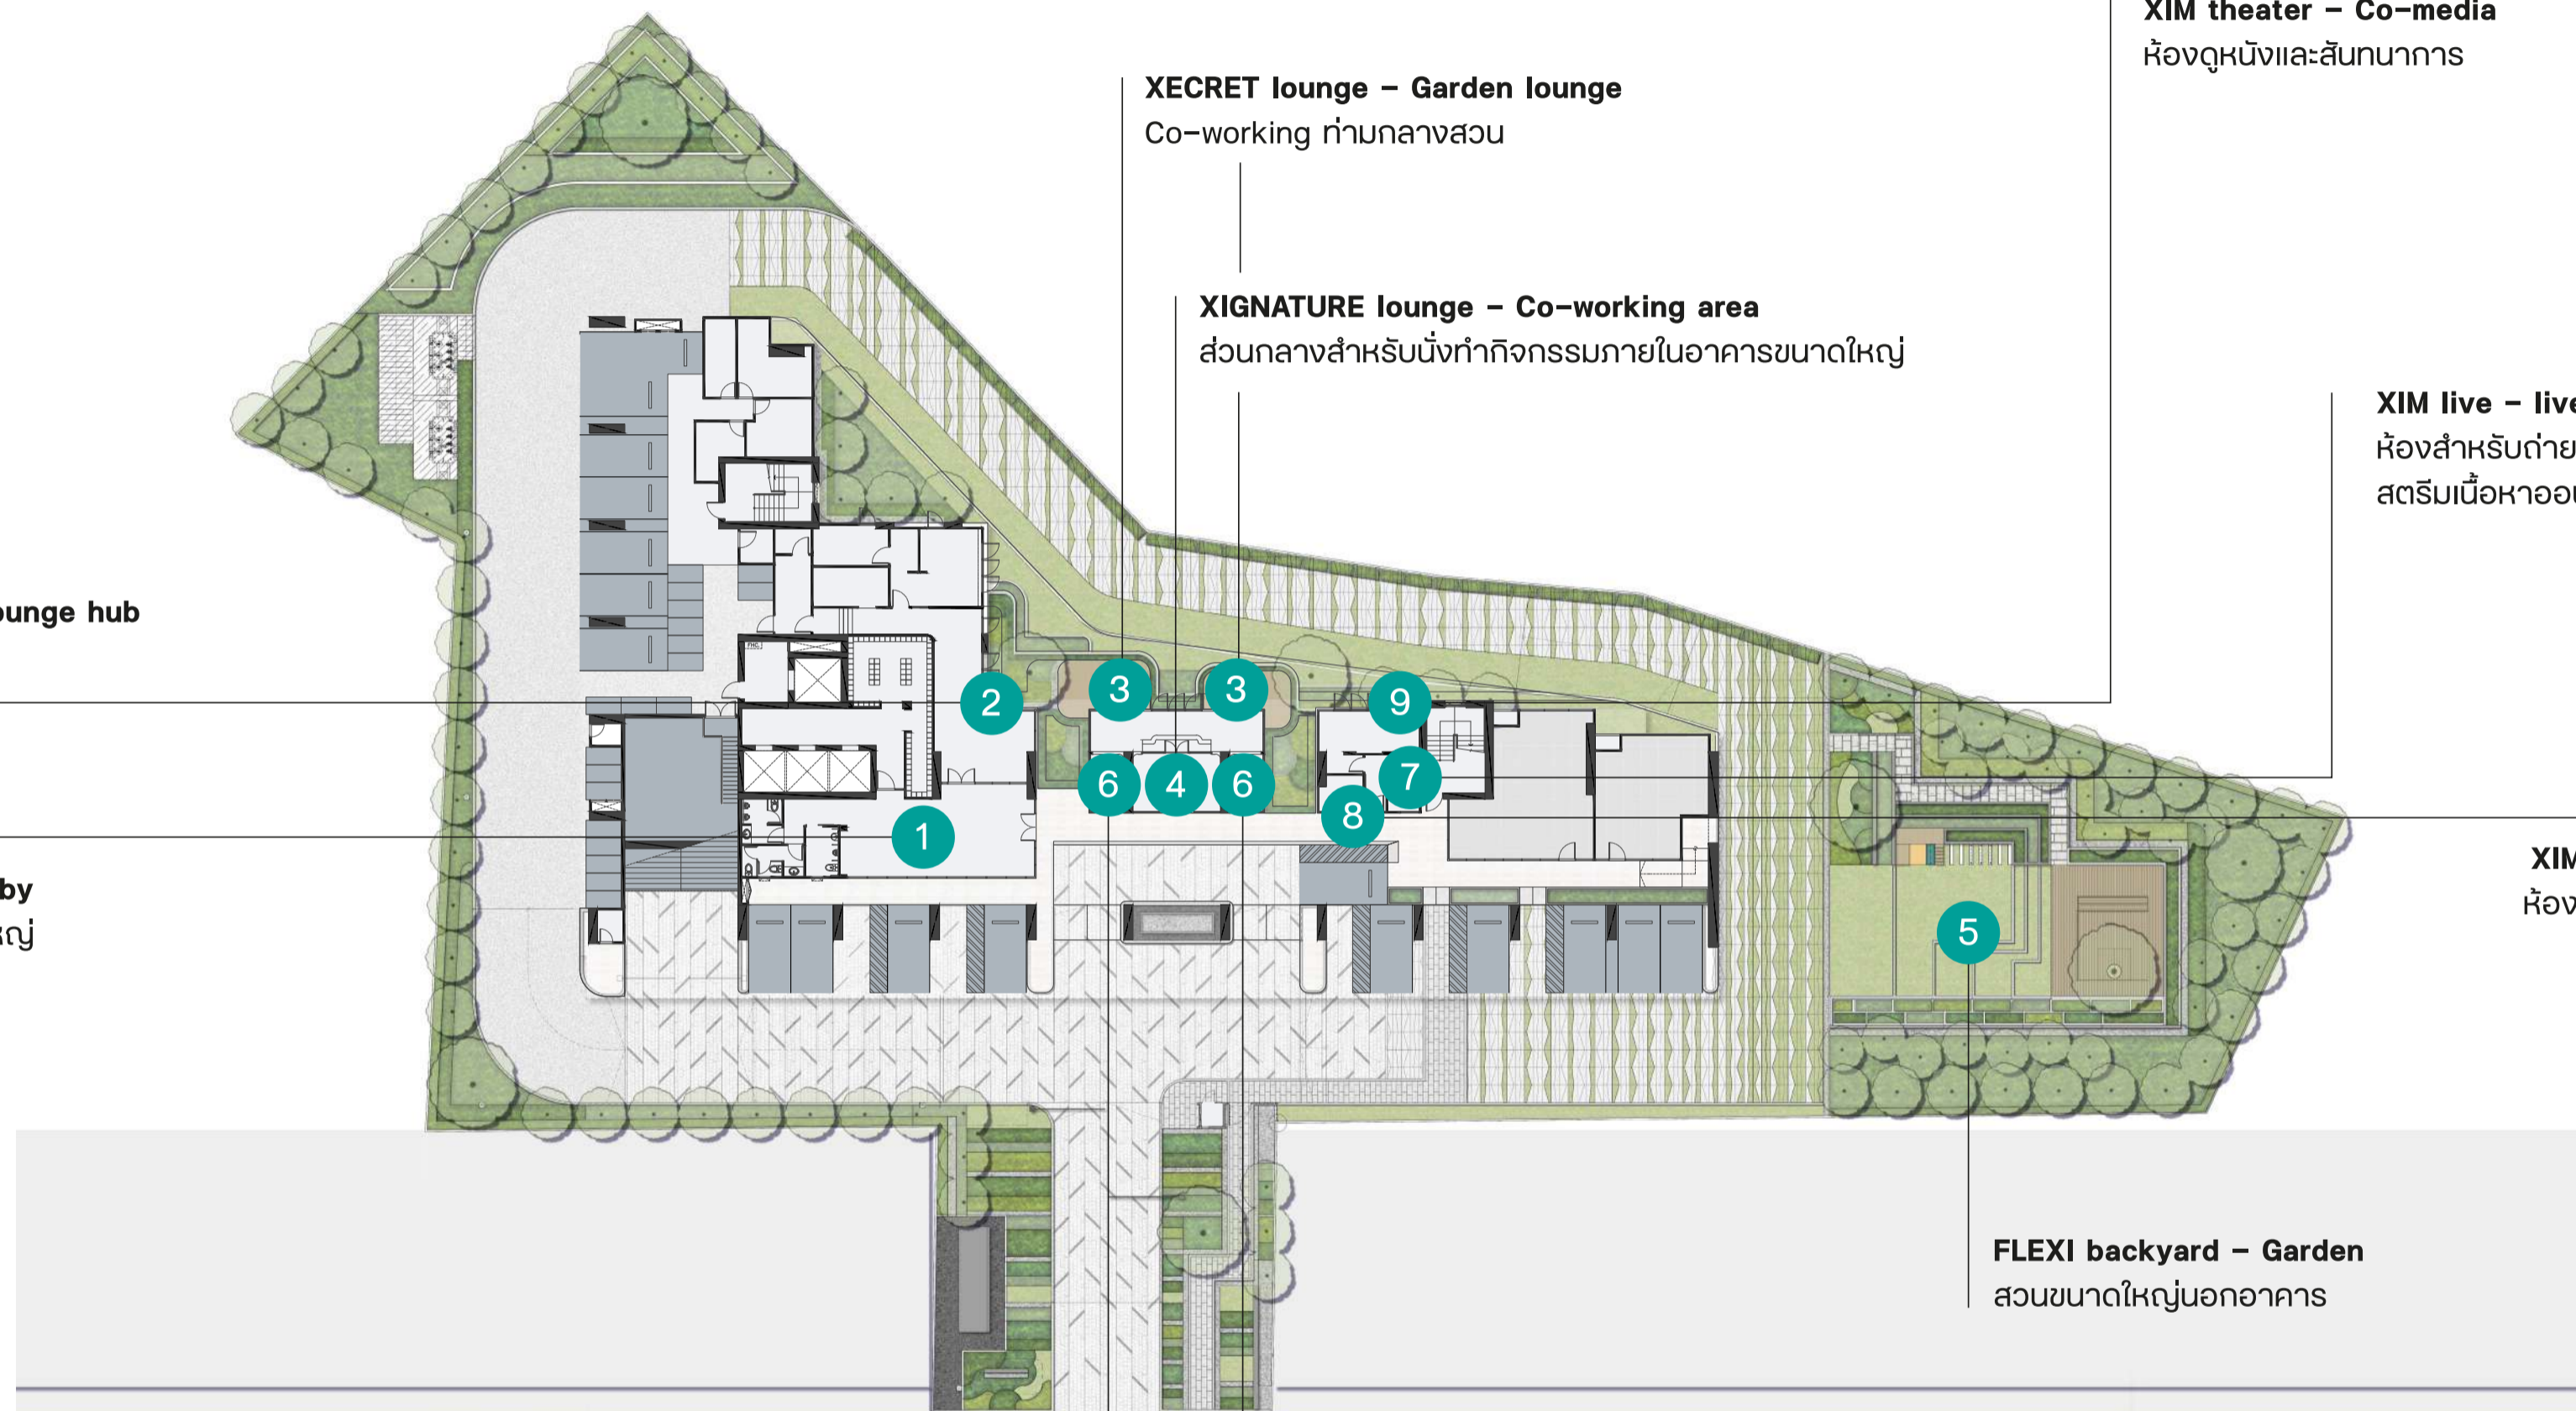 XIM theater – Co-media
ห้องดูหนังและสันทนาการ
XECRET lounge – Garden lounge
Co-working ท่ามกลางสวน
XIGNATURE lounge – Co-working area
ส่วนกลางสำหรับนั่งทำกิจกรรมภายในอาคารขนาดใหญ่
XIM live – live
ห้องสำหรับถ่าย
สตรีมเนื้อหาออน
ounge hub
by
หญ่
XIM
ห้อง
FLEXI backyard – Garden
สวนขนาดใหญ่นอกอาคาร
2
3
3
9
6
4
6
7
8
1
5